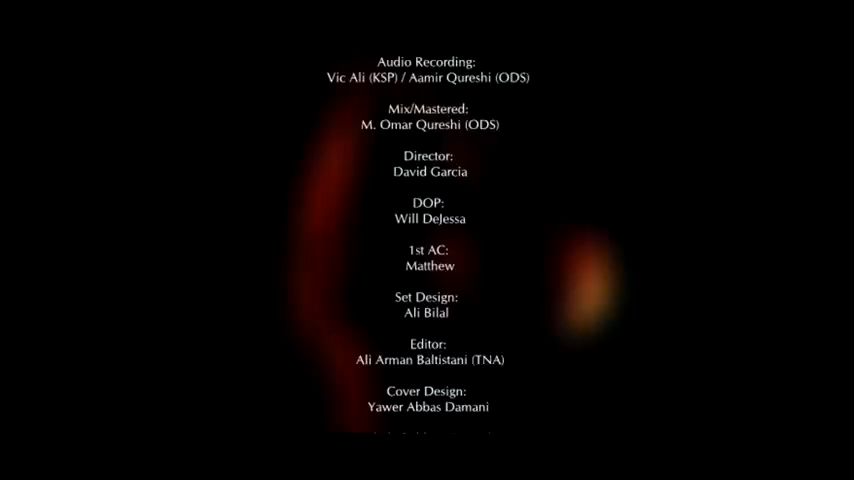 Audio Recording:
Vic Ali (KSP) / Aamir Qureshi (ODS)
Mix/Mastered:
M. Omar Qureshi (ODS)
Director:
David Garcia
DOP:
Will DeJessa
1st AC:
Matthew
Set Design:
Ali Bilal
Editor:
Ali Arman Baltistani (TNA)
Cover Design:
Yawer Abbas Damani